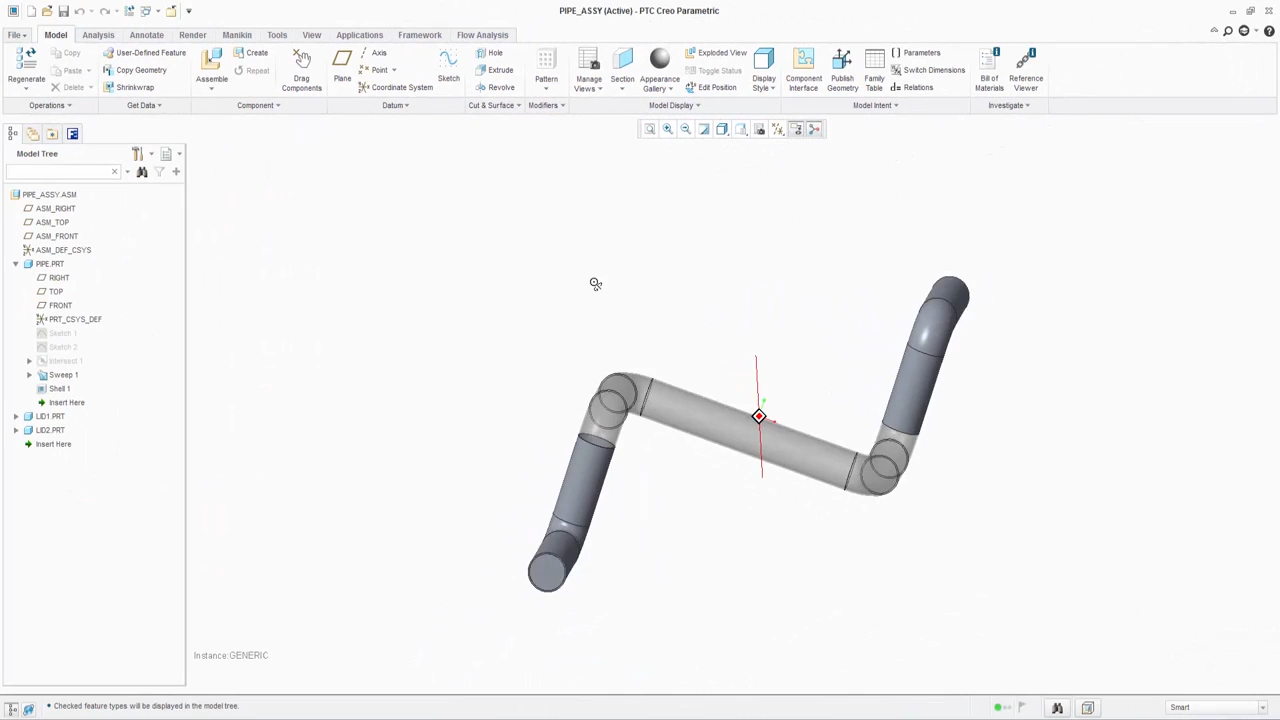 PIPE_ASSY (Active) - PTC Creo Parametric
File Model Analysis Annotate Render Tools View Manikin Applications Framework Flow Analysis
Regenerate
Copy
Paste
Delete
User-Defined Feature
Copy Geometry
Shrinkwrap
Assemble
Create
Repeat
Drag
Components
Plane
Axis
Point
Coordinate System
Sketch
Hole
Extrude
Revolve
Pattern
Manage
Views
Section
Appearance
Gallery
Exploded View
Toggle Status
Edit Position
Display
Style
Component
Interface
Publish
Geometry
Family
Table
Parameters
Switch Dimensions
Relations
Bill of
Materials
Reference
Viewer
Operations Get Data Component Datum Cut & Surface Modifiers Model Display Model Intent Investigate
Model Tree
PIPE_ASSY.ASM
ASM_RIGHT
ASM_TOP
ASM_FRONT
ASM_DEF_CSYS
PIPE.PRT
RIGHT
TOP
FRONT
PRT_CSYS_DEF
Sketch 1
Sketch 2
Intersect 1
Sweep 1
Shell 1
Insert Here
LID1.PRT
LID2.PRT
Insert Here
Instance:GENERIC
• Checked feature types will be displayed in the model tree.
Smart